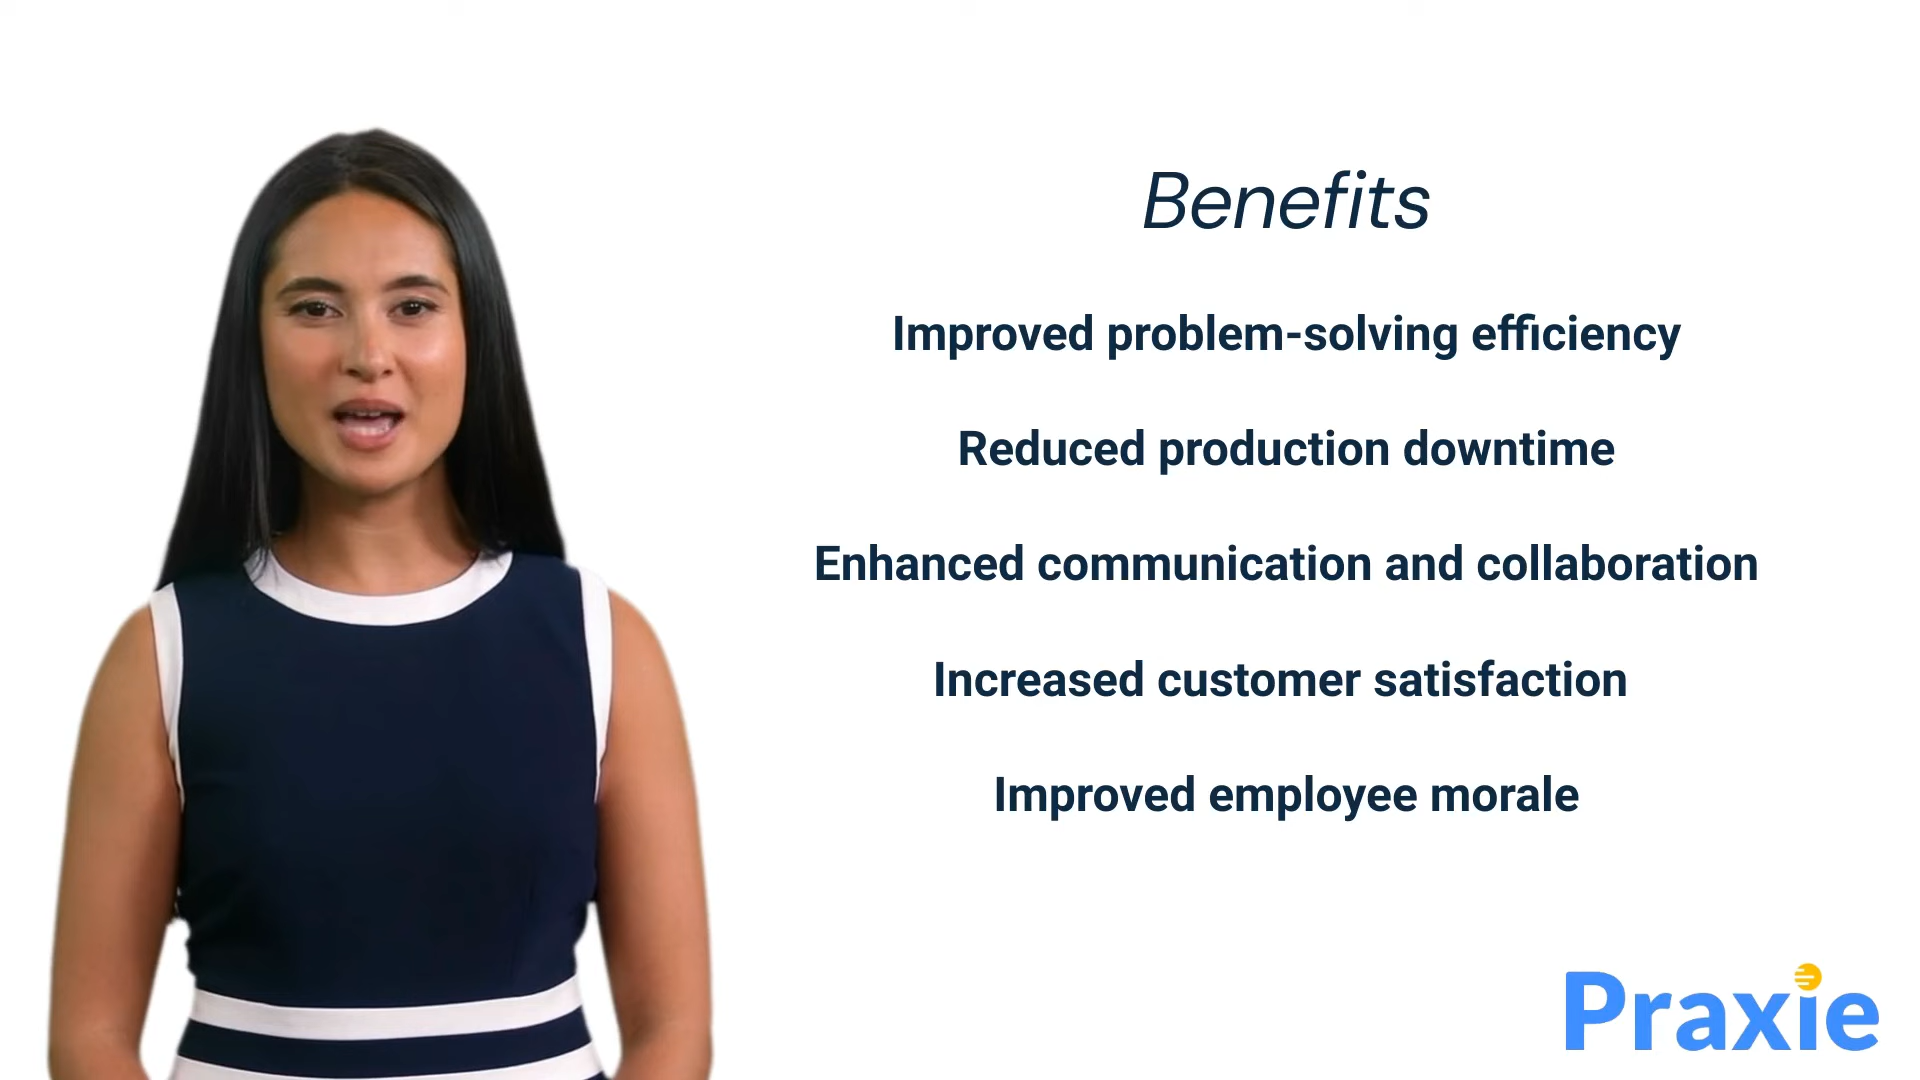 Benefits
Improved problem-solving efficiency
Reduced production downtime
Enhanced communication and collaboration
Increased customer satisfaction
Improved employee morale
Praxie